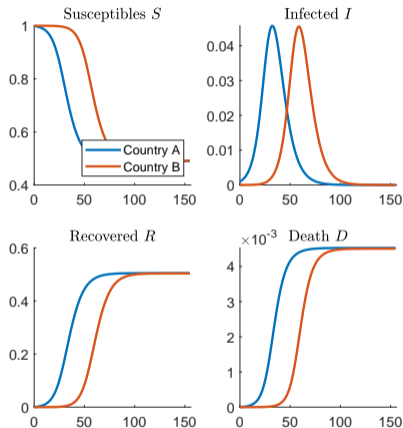 Susceptibles S
1
0.8
0.6
0.4
0 50 100 150
Country A
Country B
Infected I
0.04
0.03
0.02
0.01
0
0 50 100 150
Recovered R
0.6
0.4
0.2
0
0 50 100 150
×10⁻³ Death D
4
3
2
1
0
0 50 100 150